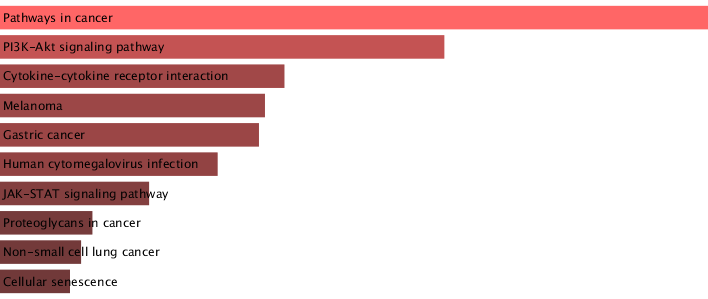 Pathways in cancer
PI3K-Akt signaling pathway
Cytokine-cytokine receptor interaction
Melanoma
Gastric cancer
Human cytomegalovirus infection
JAK-STAT signaling pathway
Proteoglycans in cancer
Non-small cell lung cancer
Cellular senescence